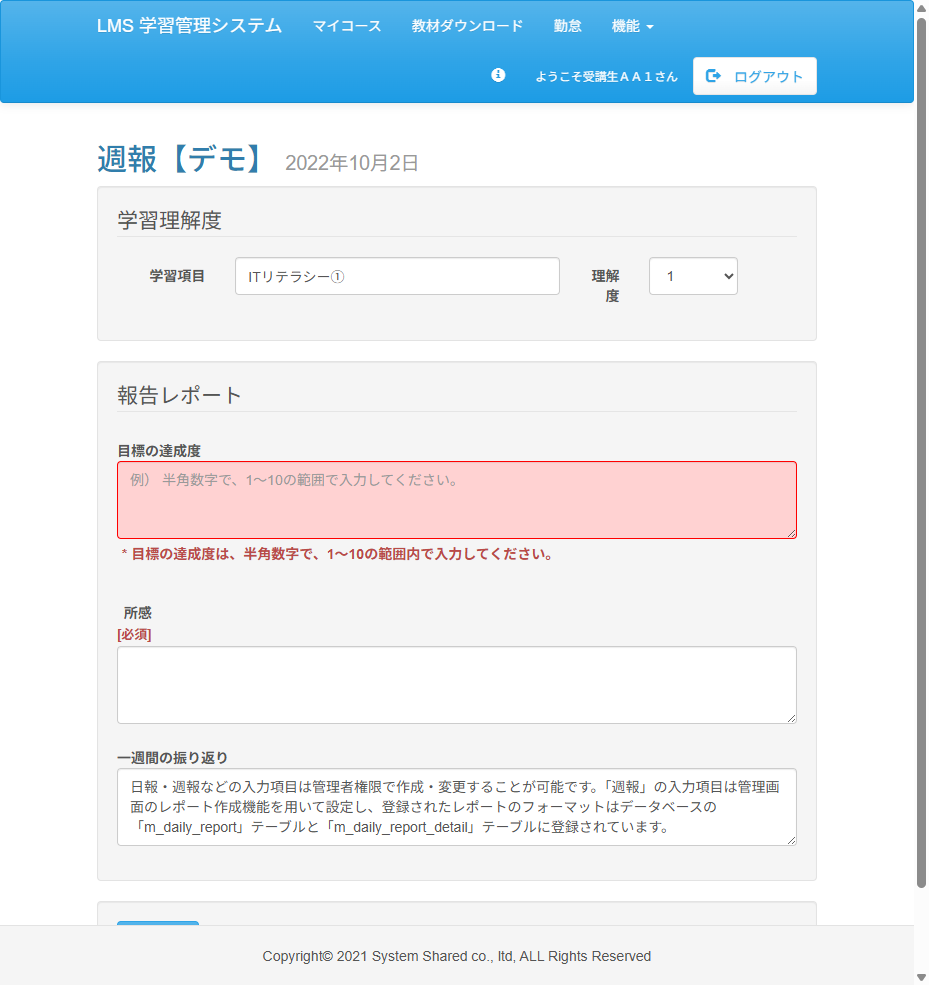 LMS 学習管理システム マイコース 教材ダウンロード 勤怠 機能
ようこそ受講生ＡＡ１さん ログアウト
週報【デモ】 2022年10月2日
学習理解度
学習項目 ITリテラシー① 理解 1
度
報告レポート
目標の達成度
例） 半角数字で、1～10の範囲で入力してください。
* 目標の達成度は、半角数字で、1～10の範囲内で入力してください。
所感
[必須]
一週間の振り返り
日報・週報などの入力項目は管理者権限で作成・変更することが可能です。「週報」の入力項目は管理画
面のレポート作成機能を用いて設定し、登録されたレポートのフォーマットはデータベースの
「m_daily_report」テーブルと「m_daily_report_detail」テーブルに登録されています。
Copyright© 2021 System Shared co., ltd, ALL Rights Reserved